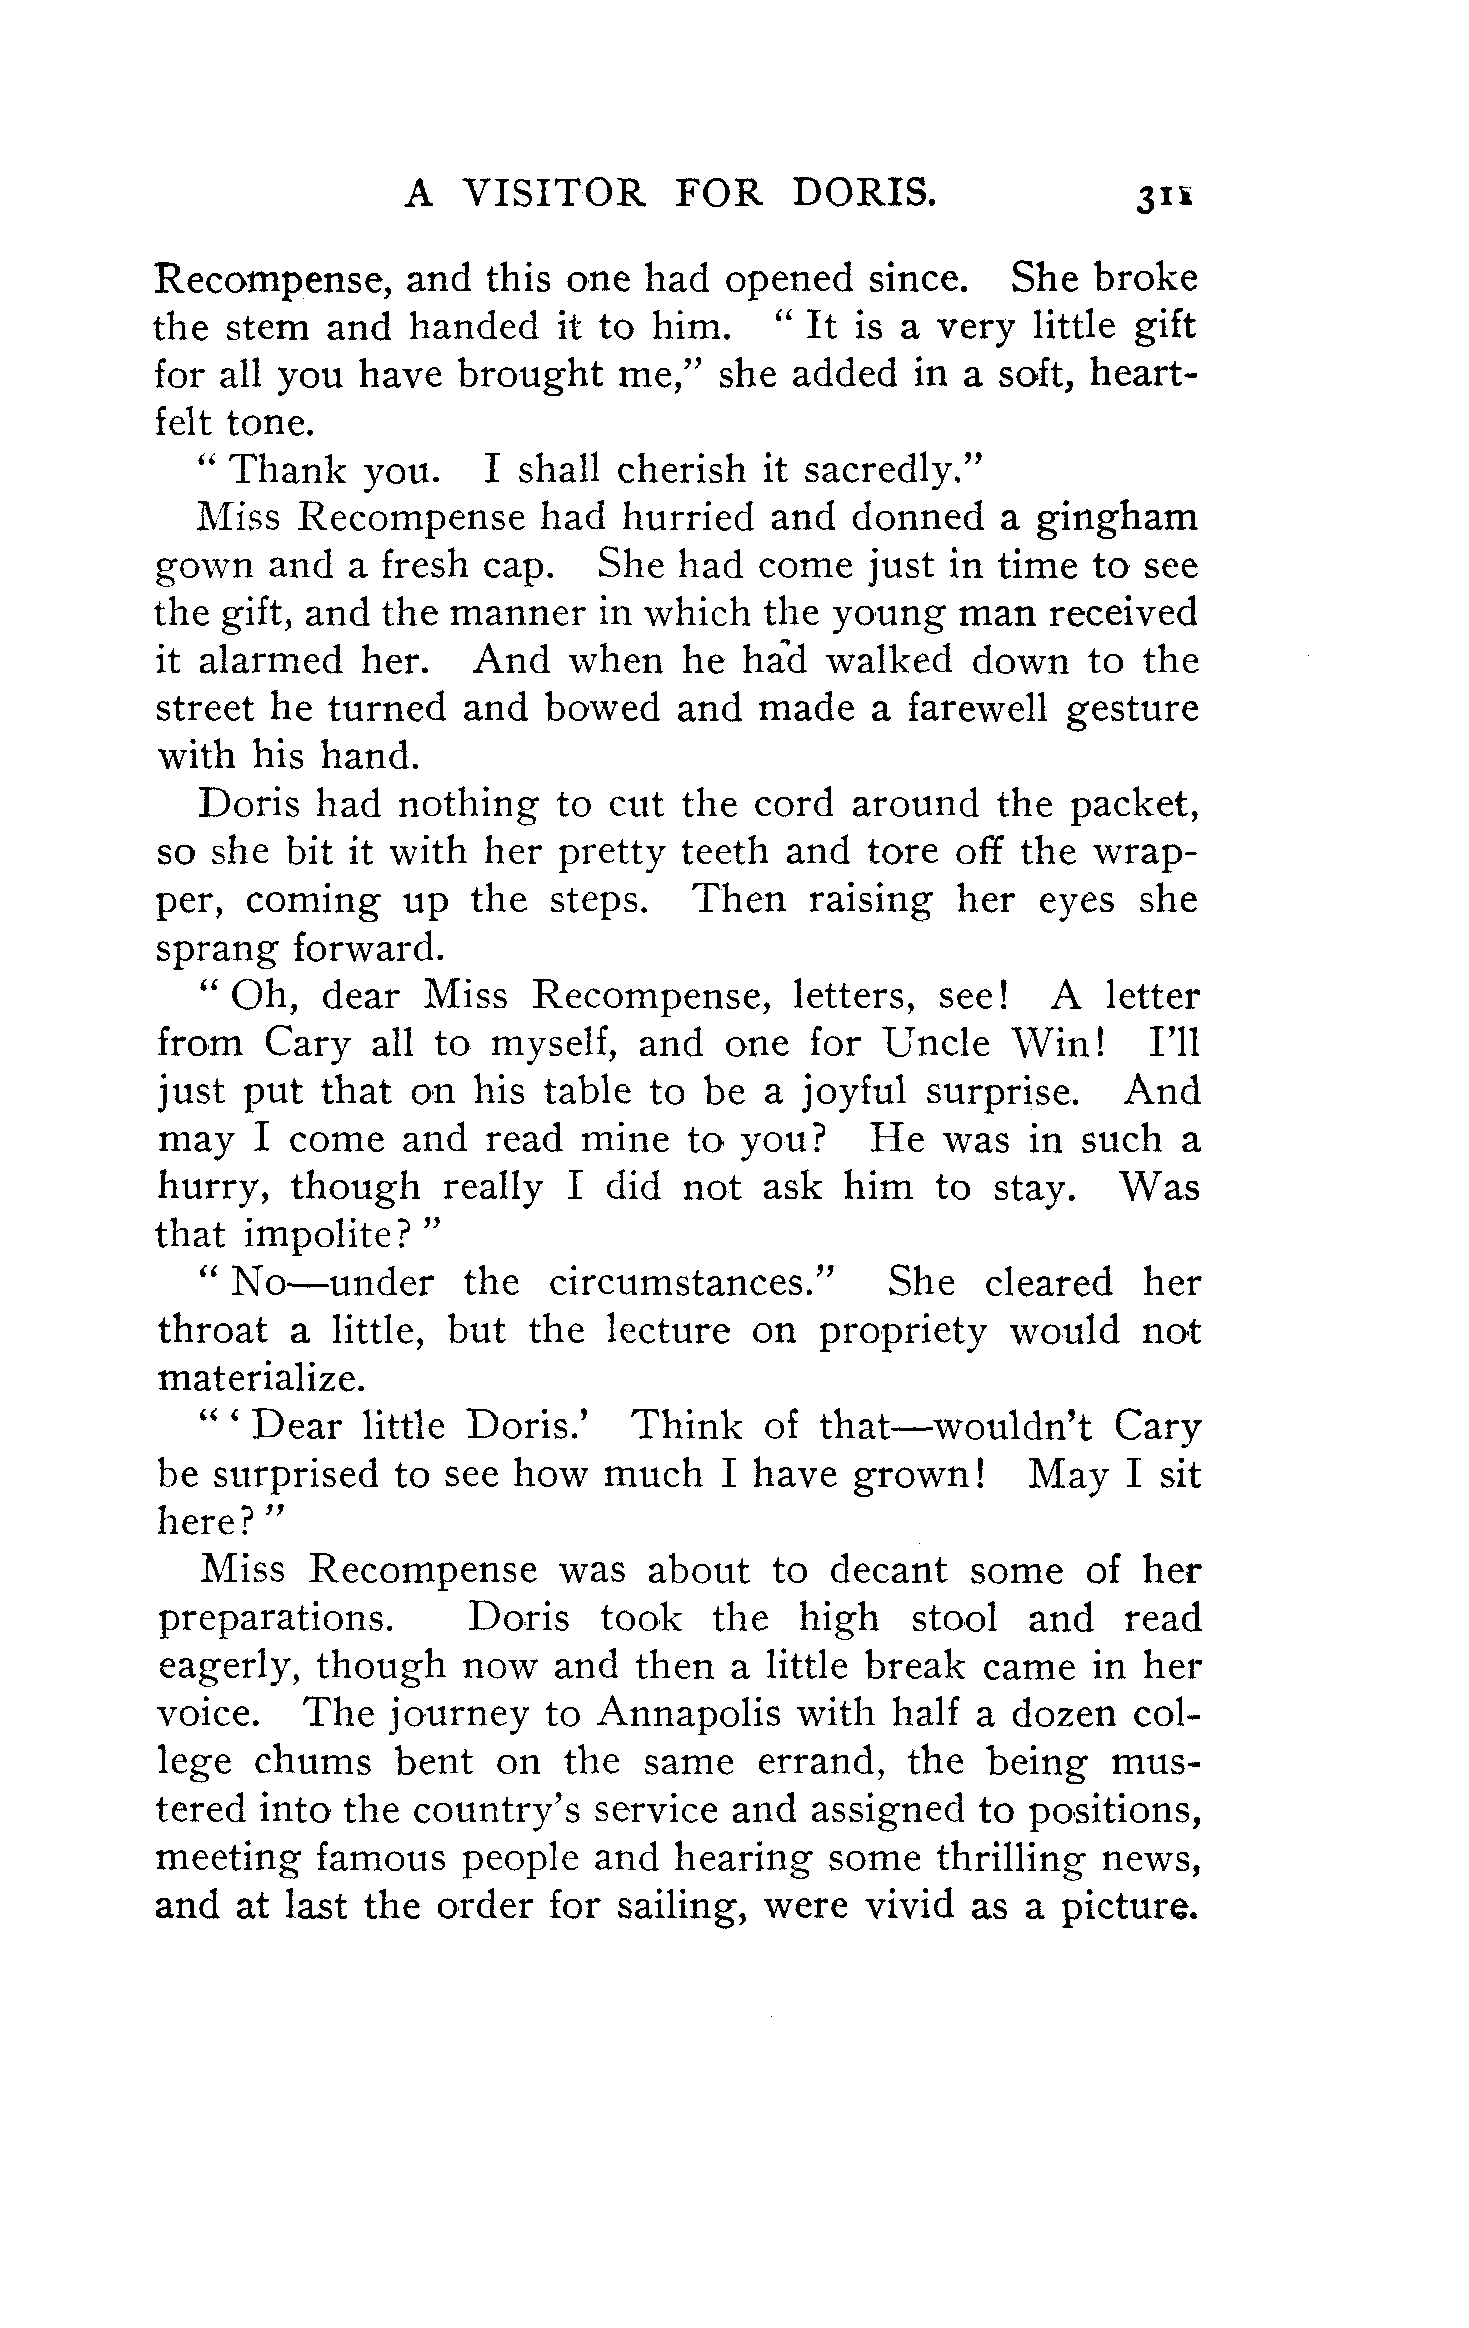 A VISITOR FOR DORIS. 311
Recompense, and this one had opened since. She broke
the stem and handed it to him. " It is a very little gift
for all you have brought me," she added in a soft, heart-
felt tone.
" Thank you. I shall cherish it sacredly."
Miss Recompense had hurried and donned a gingham
gown and a fresh cap. She had come just in time to see
the gift, and the manner in which the young man received
it alarmed her. And when he had walked down to the
street he turned and bowed and made a farewell gesture
with his hand.
Doris had nothing to cut the cord around the packet,
so she bit it with her pretty teeth and tore off the wrap-
per, coming up the steps. Then raising her eyes she
sprang forward.
" Oh, dear Miss Recompense, letters, see! A letter
from Cary all to myself, and one for Uncle Win! I'll
just put that on his table to be a joyful surprise. And
may I come and read mine to you? He was in such a
hurry, though really I did not ask him to stay. Was
that impolite? "
" No—under the circumstances." She cleared her
throat a little, but the lecture on propriety would not
materialize.
" ' Dear little Doris.' Think of that—wouldn't Cary
be surprised to see how much I have grown! May I sit
here? "
Miss Recompense was about to decant some of her
preparations. Doris took the high stool and read
eagerly, though now and then a little break came in her
voice. The journey to Annapolis with half a dozen col-
lege chums bent on the same errand, the being mus-
tered into the country's service and assigned to positions,
meeting famous people and hearing some thrilling news,
and at last the order for sailing, were vivid as a picture.